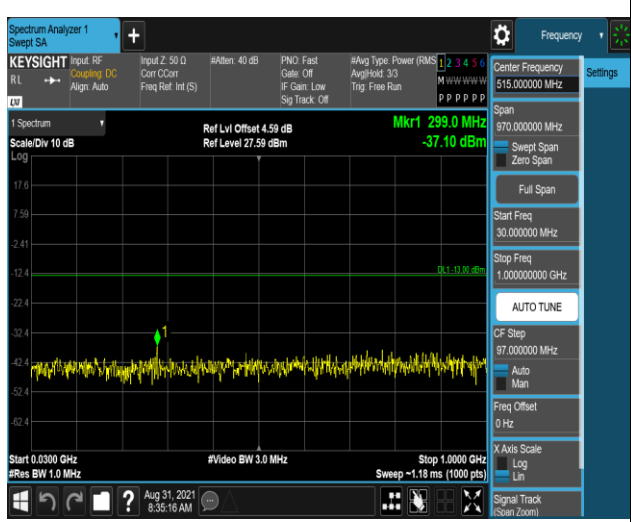 Spectrum Analyzer 1
Swept SA
Frequency
KEYSIGHT
R L
LXI
Input: RF
Coupling: DC
Align: Auto
Input Z: 50 Ω
Corr CCorr
Freq Ref: Int (S)
#Atten: 40 dB
PNO: Fast
Gate: Off
IF Gain: Low
Sig Track: Off
#Avg Type: Power (RMS
Avg|Hold: 3/3
Trig: Free Run
1 2 3 4 5 6
M W W W W W
P P P P P P
1 Spectrum
Scale/Div 10 dB
Ref Lvl Offset 4.59 dB
Ref Level 27.59 dBm
Mkr1 299.0 MHz
-37.10 dBm
Log
17.6
7.59
-2.41
-12.4
-22.4
-32.4
-42.4
-52.4
-62.4
DL1 -13.00 dBm
1
Start 0.0300 GHz
#Res BW 1.0 MHz
#Video BW 3.0 MHz
Stop 1.0000 GHz
Sweep ~1.18 ms (1000 pts)
?
Aug 31, 2021
8:35:16 AM
Center Frequency
515.000000 MHz
Span
970.000000 MHz
Swept Span
Zero Span
Full Span
Start Freq
30.000000 MHz
Stop Freq
1.000000000 GHz
AUTO TUNE
CF Step
97.000000 MHz
Auto
Man
Freq Offset
0 Hz
X Axis Scale
Log
Lin
Signal Track
(Span Zoom)
Settings